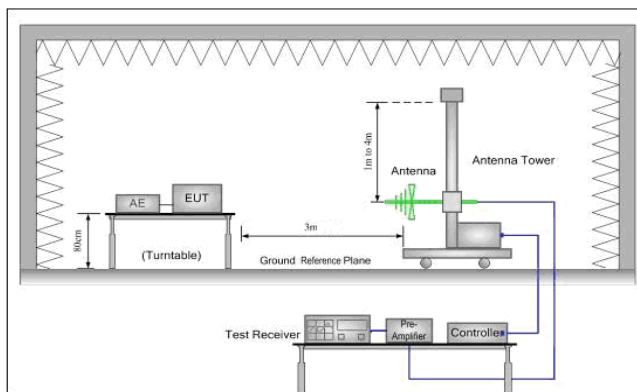 1m to 4m
Antenna
Antenna Tower
AE
EUT
3m
80cm
(Turntable)
Ground Reference Plane
Test Receiver
Pre-
Amplifier
Controller